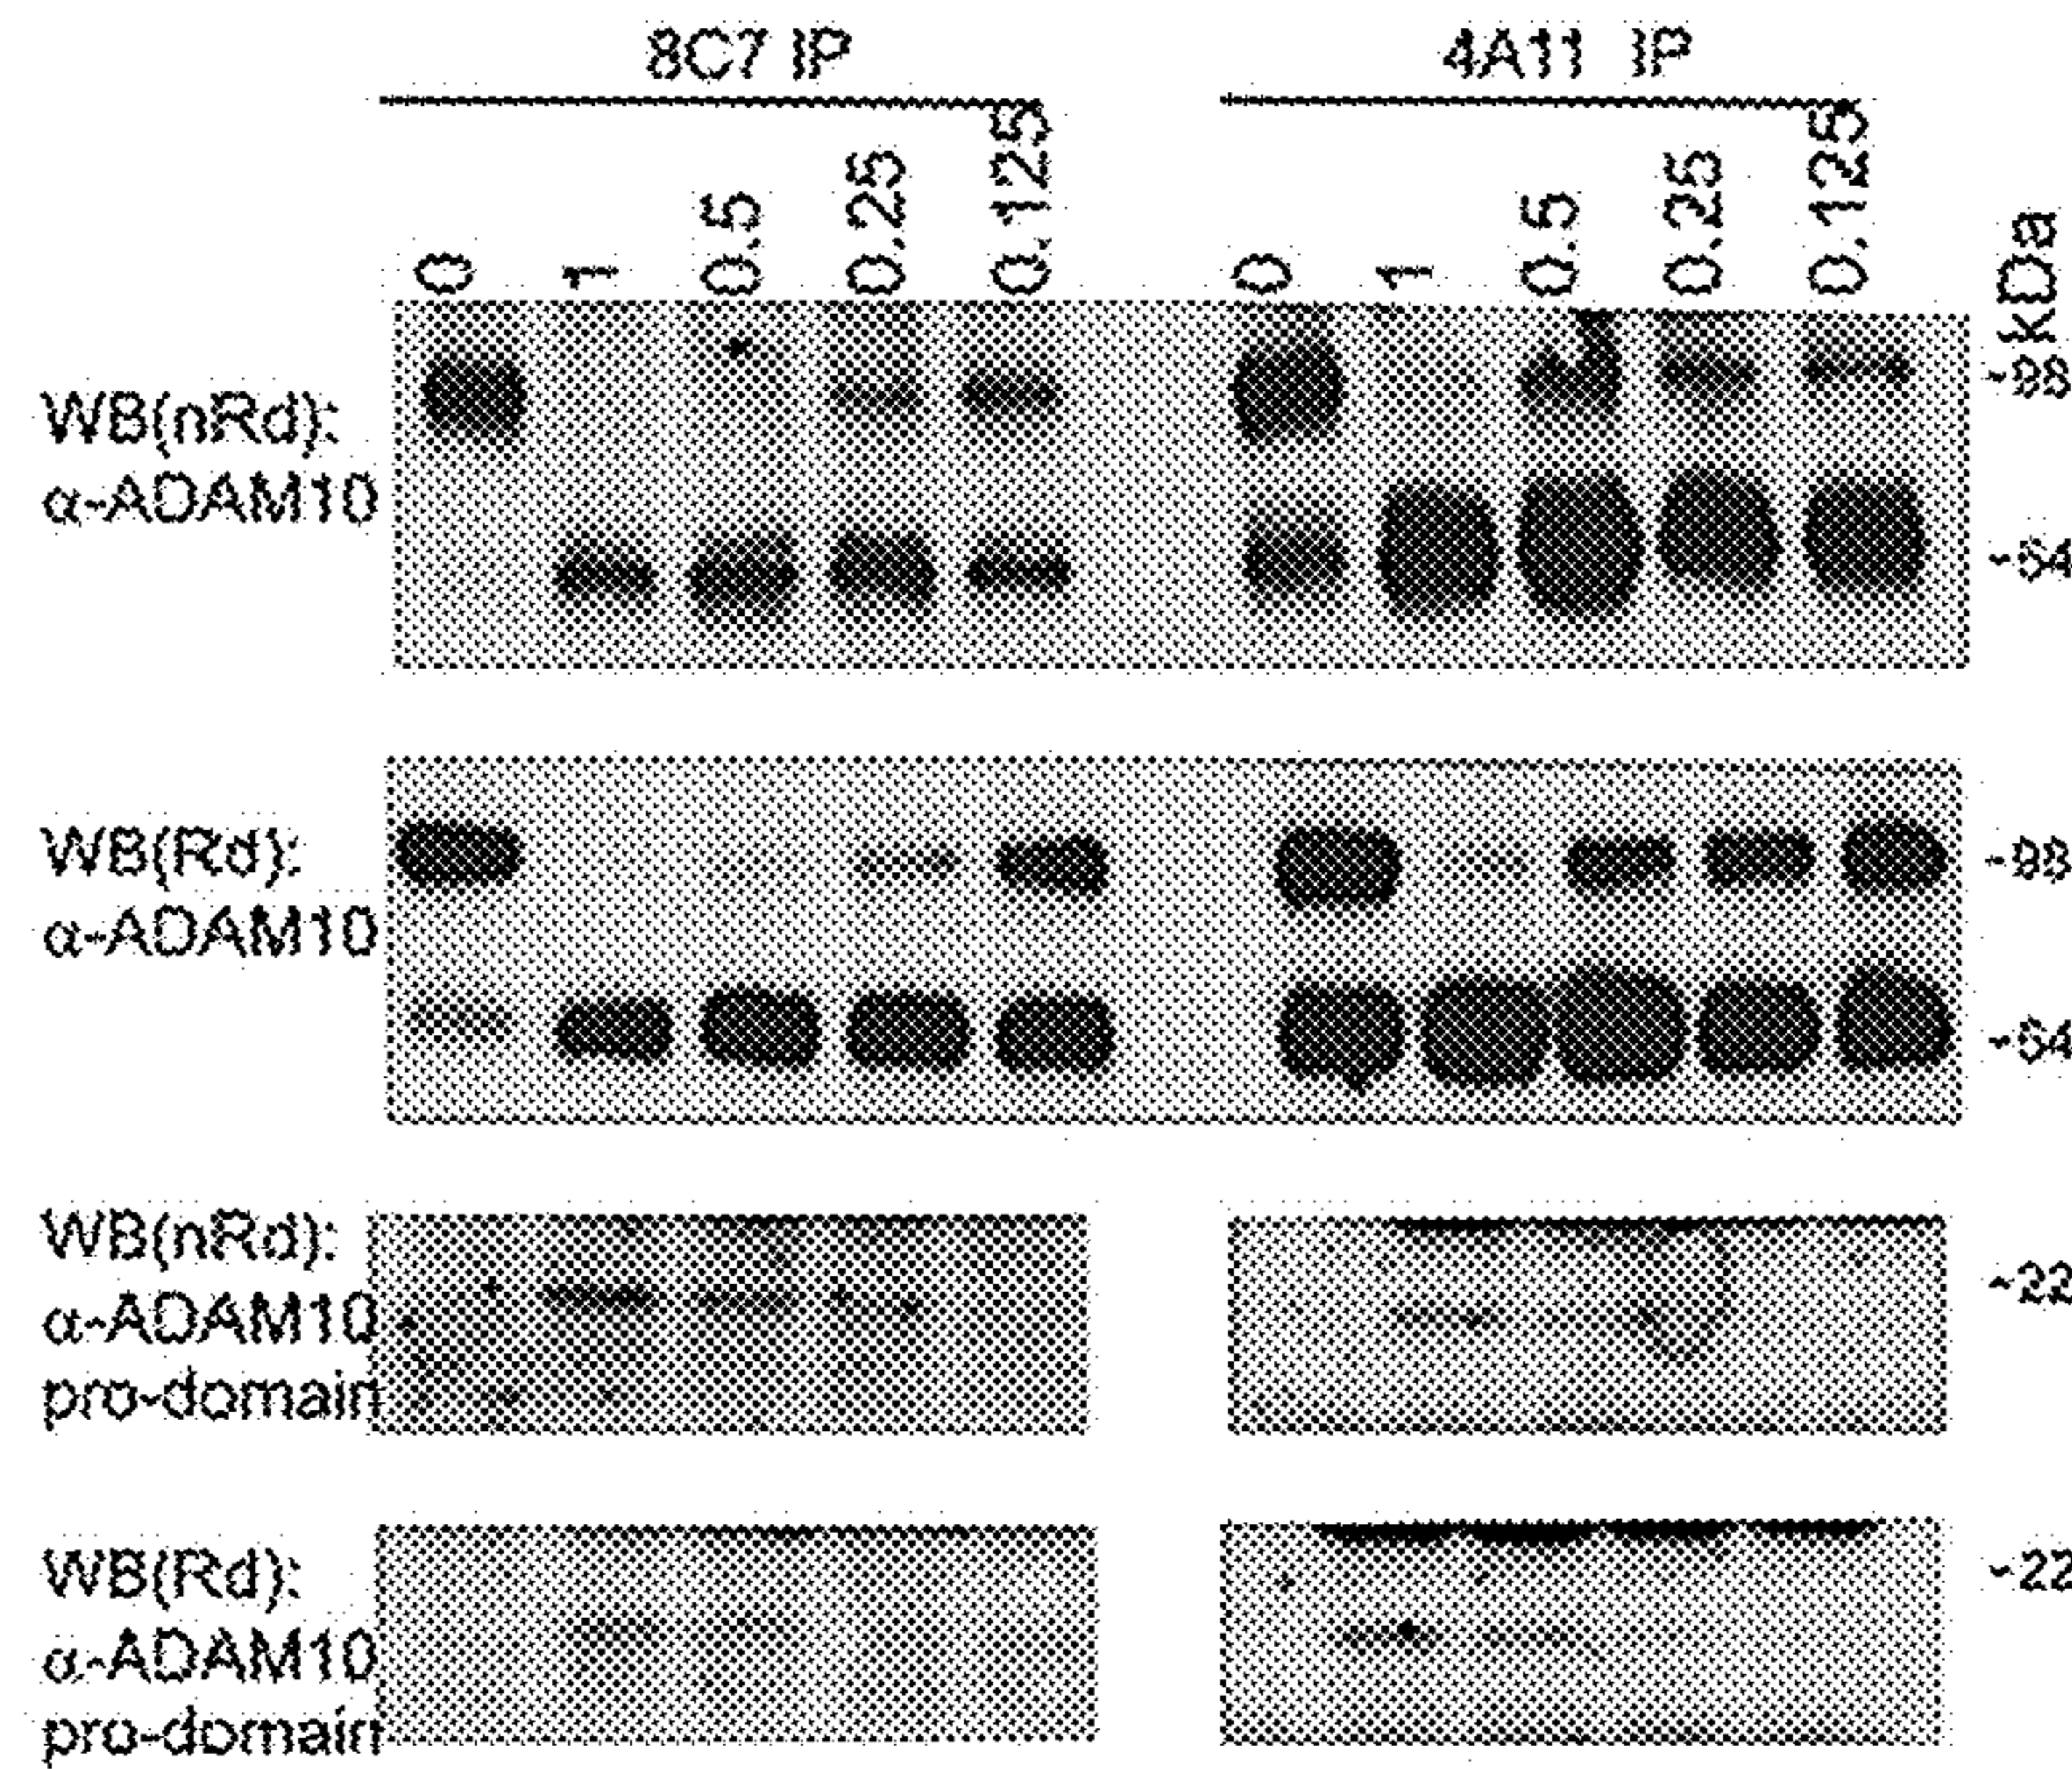 8C7 IP 4A11 IP
0 1 0.5 0.25 0.125 0 1 0.5 0.25 0.125 kDa
WB(nRd):
α-ADAM10
-98
-64
WB(Rd):
α-ADAM10
-98
-64
WB(nRd):
α-ADAM10
pro-domain
-22
WB(Rd):
α-ADAM10
pro-domain
-22